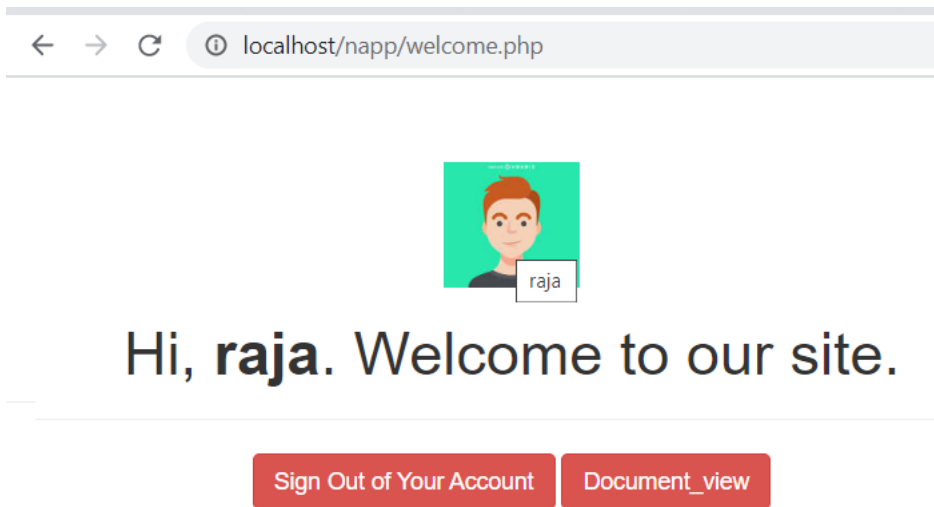 localhost/napp/welcome.php
raja
Hi, raja. Welcome to our site.
Sign Out of Your Account Document_view